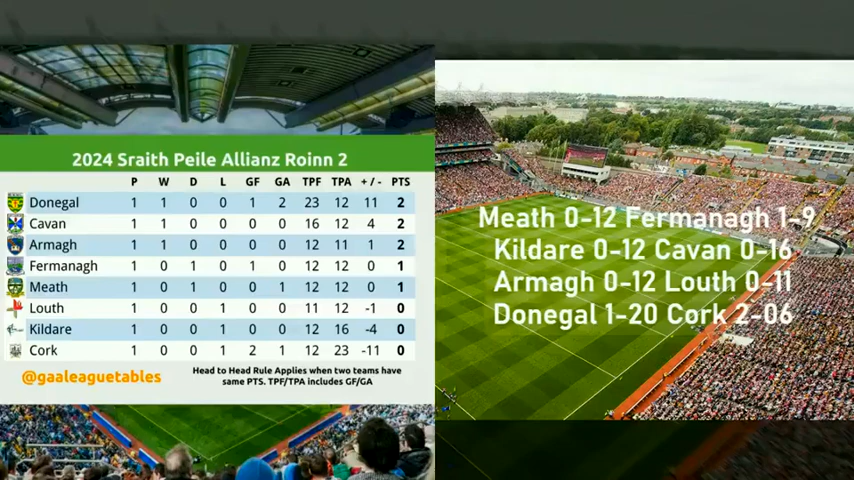 2024 Sraith Peile Allianz Roinn 2
P W D L GF GA TPF TPA + / - PTS
Donegal 1 1 0 0 1 2 23 12 11 2
Cavan 1 1 0 0 0 0 16 12 4 2
Armagh 1 1 0 0 0 0 12 11 1 2
Fermanagh 1 0 1 0 1 0 12 12 0 1
Meath 1 0 1 0 0 1 12 12 0 1
Louth 1 0 0 1 0 0 11 12 -1 0
Kildare 1 0 0 1 0 0 12 16 -4 0
Cork 1 0 0 1 2 1 12 23 -11 0
@gaaleaguetables
Head to Head Rule Applies when two teams have
same PTS. TPF/TPA includes GF/GA
Meath 0-12 Fermanagh 1-9
Kildare 0-12 Cavan 0-16
Armagh 0-12 Louth 0-11
Donegal 1-20 Cork 2-06